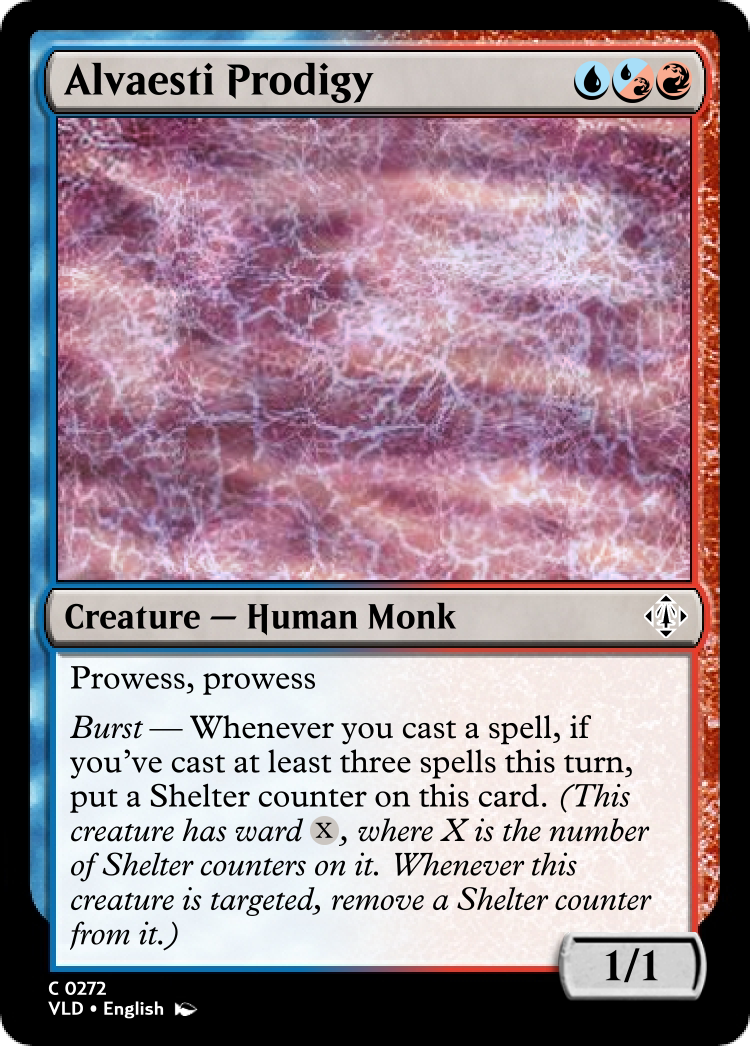 Alvaesti Prodigy
Creature — Human Monk
Prowess, prowess
Burst — Whenever you cast a spell, if
you've cast at least three spells this turn,
put a Shelter counter on this card. (This
creature has ward X, where X is the number
of Shelter counters on it. Whenever this
creature is targeted, remove a Shelter counter
from it.)
1/1
C 0272
VLD • English